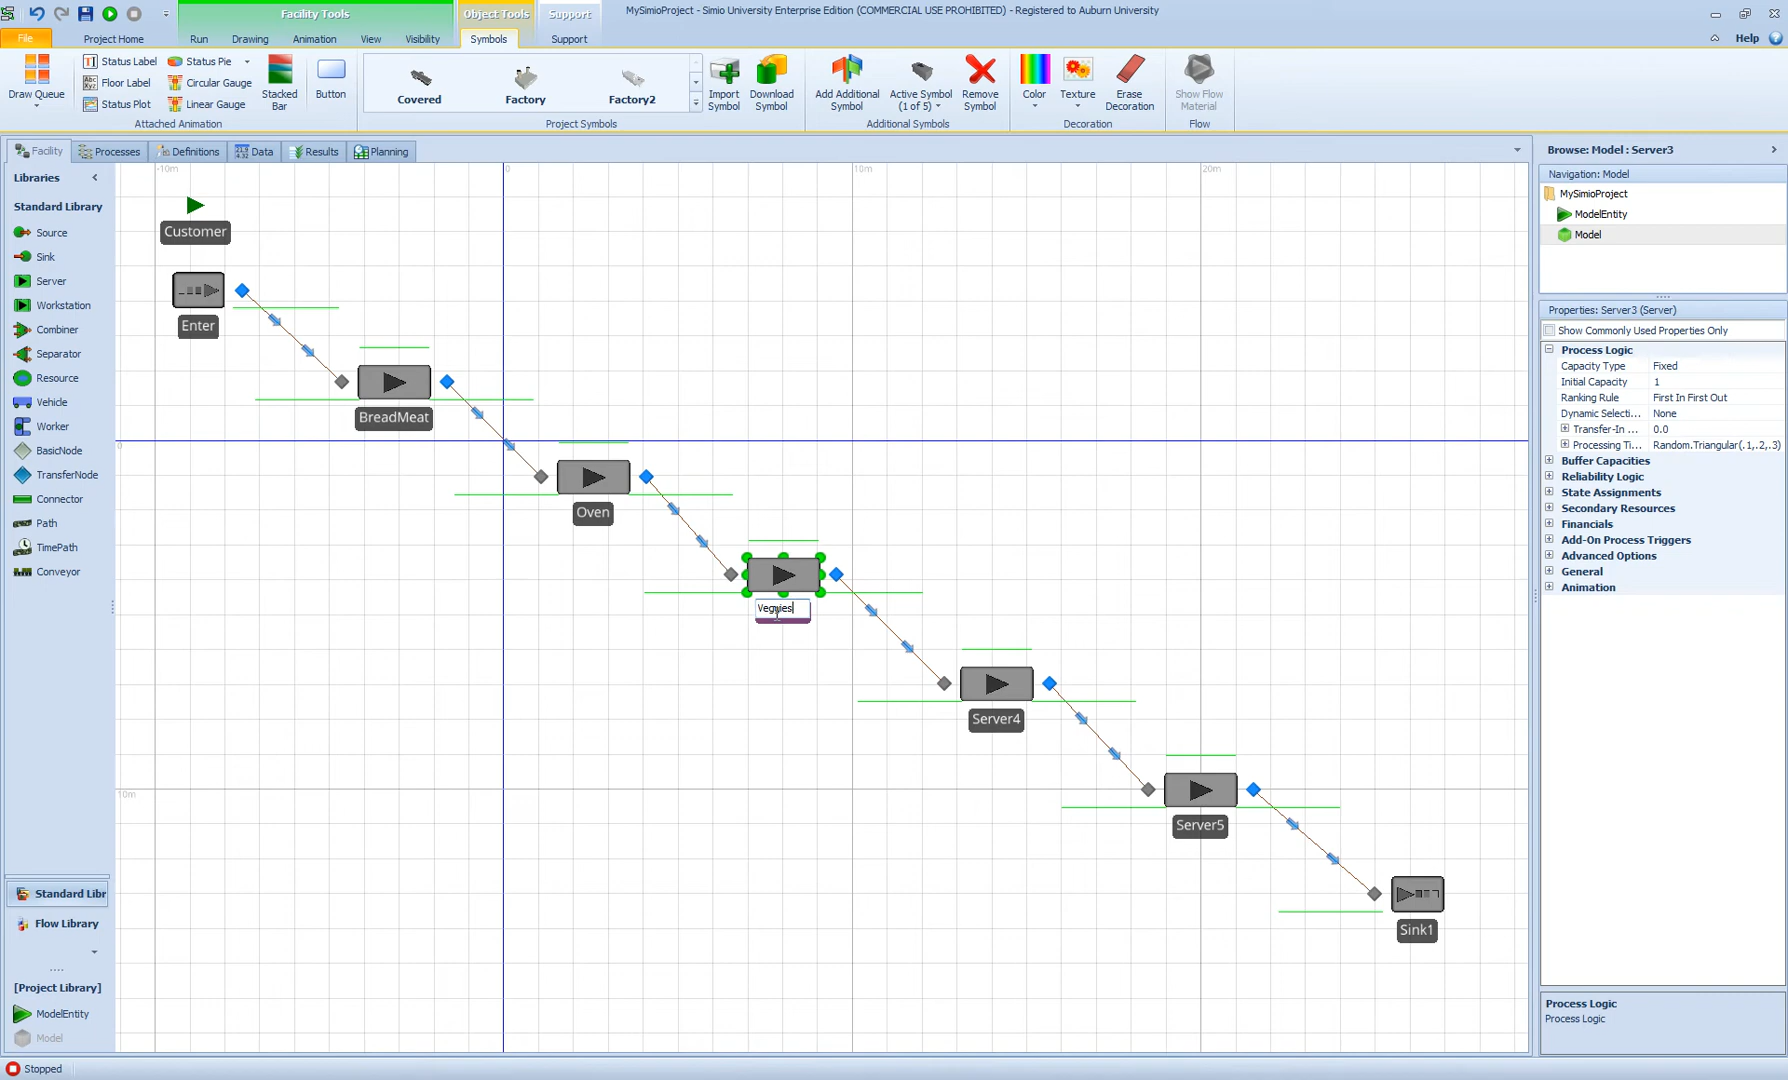 Facility Tools
Object Tools
Support
MySimioProject - Simio University Enterprise Edition (COMMERCIAL USE PROHIBITED) - Registered to Auburn University
File
Project Home
Run
Drawing
Animation
View
Visibility
Symbols
Support
Help
Draw Queue
Status Label
Floor Label
Status Plot
Status Pie
Circular Gauge
Linear Gauge
Stacked Bar
Button
Attached Animation
Covered
Factory
Factory2
Import Symbol
Download Symbol
Project Symbols
Add Additional Symbol
Active Symbol (1 of 5)
Remove Symbol
Additional Symbols
Color
Texture
Erase Decoration
Decoration
Show Flow Material
Flow
Facility
Processes
Definitions
Data
Results
Planning
Libraries
Standard Library
Source
Sink
Server
Workstation
Combiner
Separator
Resource
Vehicle
Worker
BasicNode
TransferNode
Connector
Path
TimePath
Conveyor
Standard Libr
Flow Library
[Project Library]
ModelEntity
Model
-10m
0
10m
20m
0
10m
Customer
Enter
BreadMeat
Oven
Veggies
Server4
Server5
Sink1
Browse: Model : Server3
Navigation: Model
MySimioProject
ModelEntity
Model
Properties: Server3 (Server)
Show Commonly Used Properties Only
Process Logic
Capacity Type Fixed
Initial Capacity 1
Ranking Rule First In First Out
Dynamic Selecti... None
Transfer-In ... 0.0
Processing Ti... Random.Triangular(.1,.2,.3)
Buffer Capacities
Reliability Logic
State Assignments
Secondary Resources
Financials
Add-On Process Triggers
Advanced Options
General
Animation
Process Logic
Process Logic
Stopped